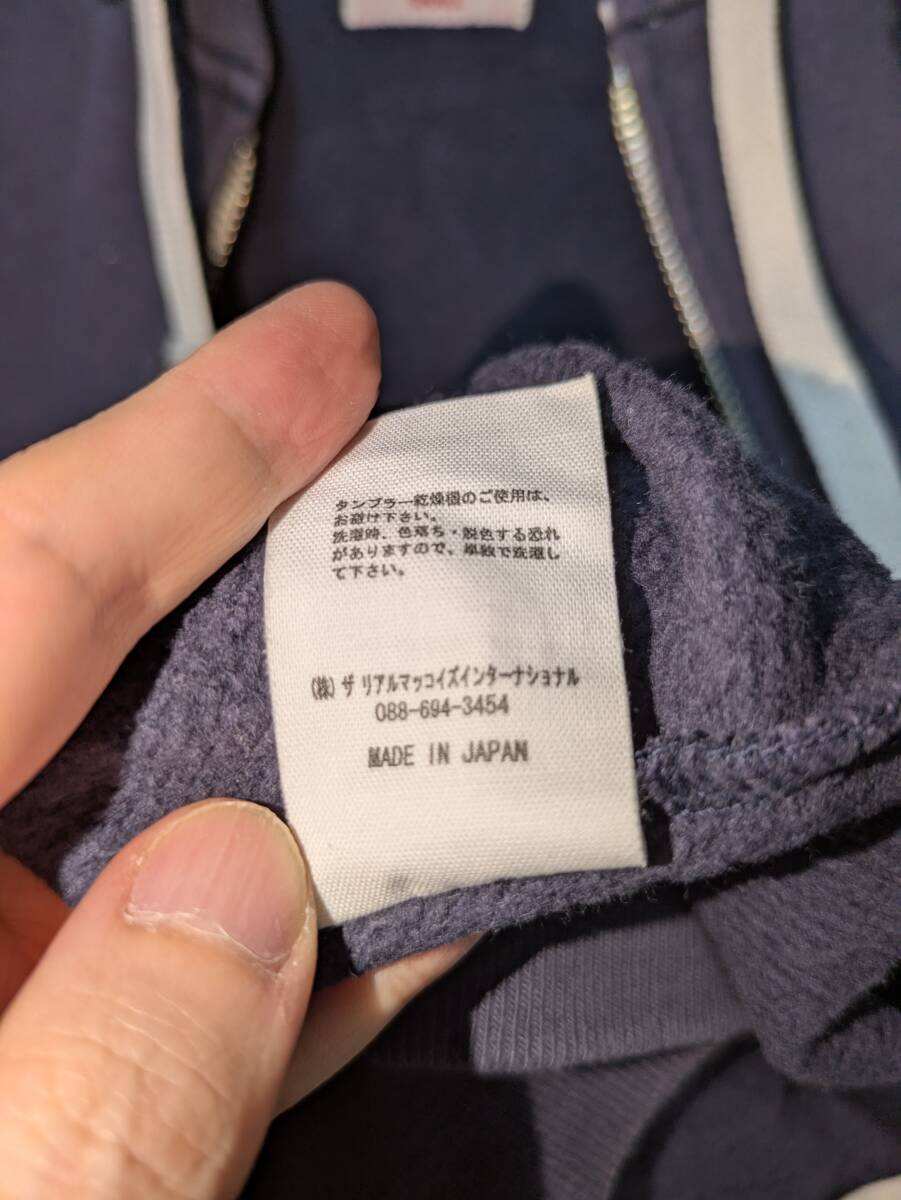 タンブラー乾燥機のご使用は、
お避け下さい。
洗濯時、色落ち・脱色する恐れ
がありますので、単独で洗濯し
て下さい。
(株) ザ リアルマッコイズインターナショナル
088-694-3454
MADE IN JAPAN